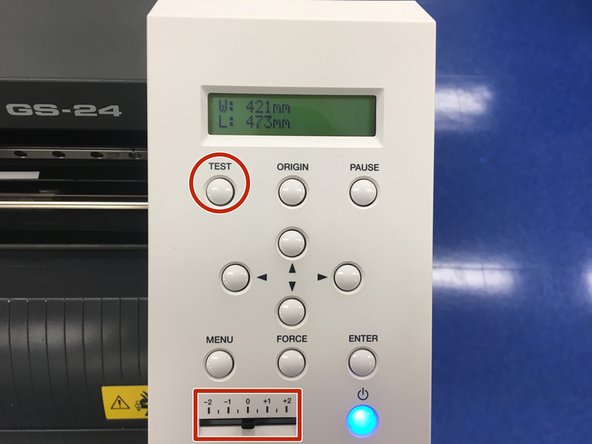 GS-24
W: 421mm
L: 473mm
TEST ORIGIN PAUSE
MENU FORCE ENTER
-2 -1 0 +1 +2